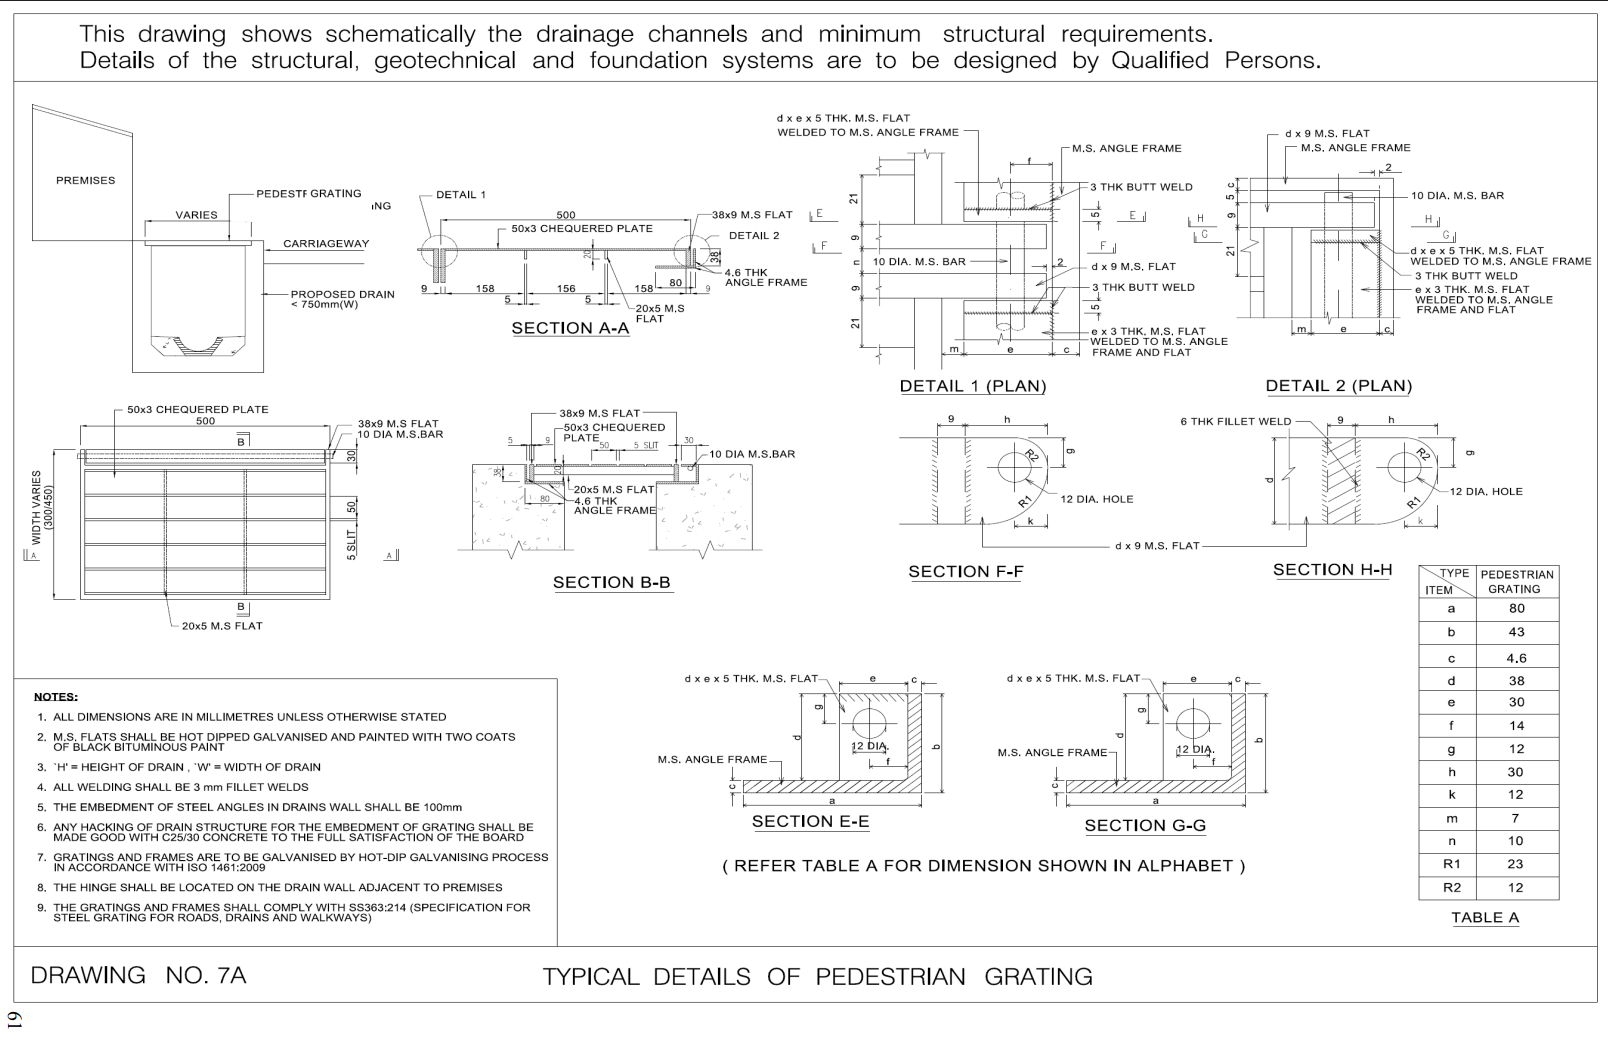 This drawing shows schematically the drainage channels and minimum structural requirements.
Details of the structural, geotechnical and foundation systems are to be designed by Qualified Persons.
PREMISES
PEDESTR GRATING
NG
VARIES
CARRIAGEWAY
PROPOSED DRAIN
< 750mm(W)
DETAIL 1
500
50x3 CHEQUERED PLATE
38x9 M.S FLAT
DETAIL 2
20
38
4,6 THK
ANGLE FRAME
80
9
158
156
158
9
5
5
20x5 M.S
FLAT
SECTION A-A
d x e x 5 THK. M.S. FLAT
WELDED TO M.S. ANGLE FRAME
f
M.S. ANGLE FRAME
3 THK BUTT WELD
21
5
E
E
F
F
9
n
10 DIA. M.S. BAR
2
d x 9 M,S, FLAT
9
3 THK BUTT WELD
5
21
e x 3 THK. M,S. FLAT
WELDED TO M.S. ANGLE
FRAME AND FLAT
m
e
c
DETAIL 1 (PLAN)
d x 9 M.S. FLAT
M.S. ANGLE FRAME
2
c
5
9
21
10 DIA. M.S. BAR
H
H
G
G
d x e x 5 THK, M,S, FLAT
WELDED TO M.S. ANGLE FRAME
3 THK BUTT WELD
e x 3 THK. M.S. FLAT
WELDED TO M.S. ANGLE
FRAME AND FLAT
m
e
c
DETAIL 2 (PLAN)
50x3 CHEQUERED PLATE
500
B
38x9 M.S FLAT
10 DIA M.S.BAR
30
WIDTH VARIES
(300/450)
50
5 SLIT
A
A
B
20x5 M.S FLAT
38x9 M.S FLAT
50x3 CHEQUERED
PLATE
5
9
50
5 SLIT
30
10 DIA M.S.BAR
38
20
20x5 M.S FLAT
80
4,6 THK
ANGLE FRAME
SECTION B-B
9
h
R2
g
12 DIA. HOLE
R1
k
SECTION F-F
d x 9 M.S. FLAT
6 THK FILLET WELD
9
h
R2
g
d
12 DIA. HOLE
R1
k
SECTION H-H
TYPE
ITEM
PEDESTRIAN
GRATING
a 80
b 43
c 4.6
d 38
e 30
f 14
g 12
h 30
k 12
m 7
n 10
R1 23
R2 12
TABLE A
NOTES:
1. ALL DIMENSIONS ARE IN MILLIMETRES UNLESS OTHERWISE STATED
2. M.S. FLATS SHALL BE HOT DIPPED GALVANISED AND PAINTED WITH TWO COATS
OF BLACK BITUMINOUS PAINT
3. `H' = HEIGHT OF DRAIN , `W' = WIDTH OF DRAIN
4. ALL WELDING SHALL BE 3 mm FILLET WELDS
5. THE EMBEDMENT OF STEEL ANGLES IN DRAINS WALL SHALL BE 100mm
6. ANY HACKING OF DRAIN STRUCTURE FOR THE EMBEDMENT OF GRATING SHALL BE
MADE GOOD WITH C25/30 CONCRETE TO THE FULL SATISFACTION OF THE BOARD
7. GRATINGS AND FRAMES ARE TO BE GALVANISED BY HOT-DIP GALVANISING PROCESS
IN ACCORDANCE WITH ISO 1461:2009
8. THE HINGE SHALL BE LOCATED ON THE DRAIN WALL ADJACENT TO PREMISES
9. THE GRATINGS AND FRAMES SHALL COMPLY WITH SS363:214 (SPECIFICATION FOR
STEEL GRATING FOR ROADS, DRAINS AND WALKWAYS)
d x e x 5 THK. M.S. FLAT
e
c
g
d
12 DIA.
b
M.S. ANGLE FRAME
f
c
a
SECTION E-E
d x e x 5 THK. M.S. FLAT
e
c
g
d
12 DIA.
b
M.S. ANGLE FRAME
f
c
a
SECTION G-G
( REFER TABLE A FOR DIMENSION SHOWN IN ALPHABET )
DRAWING NO. 7A
TYPICAL DETAILS OF PEDESTRIAN GRATING
61